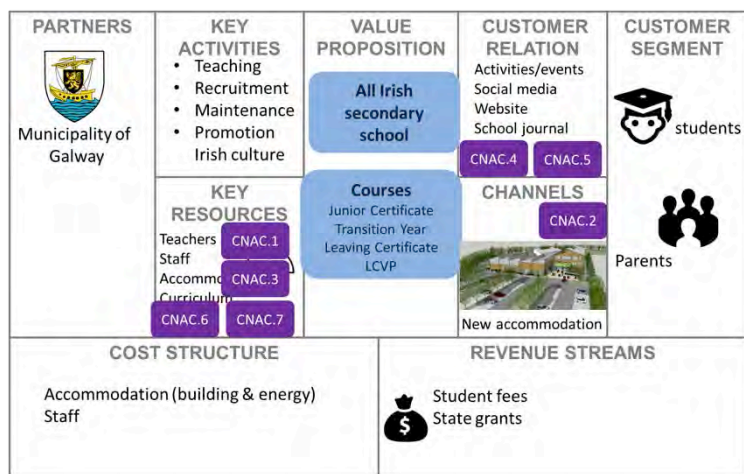 PARTNERS
Municipality of
Galway
KEY
ACTIVITIES
• Teaching
• Recruitment
• Maintenance
• Promotion
Irish culture
KEY
RESOURCES
Teachers
CNAC.1
Staff
CNAC.3
Curriculum
CNAC.6
CNAC.7
VALUE
PROPOSITION
All Irish
secondary
school
Courses
Junior Certificate
Transition Year
Leaving Certificate
LCVP
CUSTOMER
RELATION
Activities/events
Social media
Website
School journal
CNAC.4
CNAC.5
CHANNELS
CNAC.2
New accommodation
CUSTOMER
SEGMENT
students
Parents
COST STRUCTURE
Accommodation (building & energy)
Staff
REVENUE STREAMS
$
Student fees
State grants